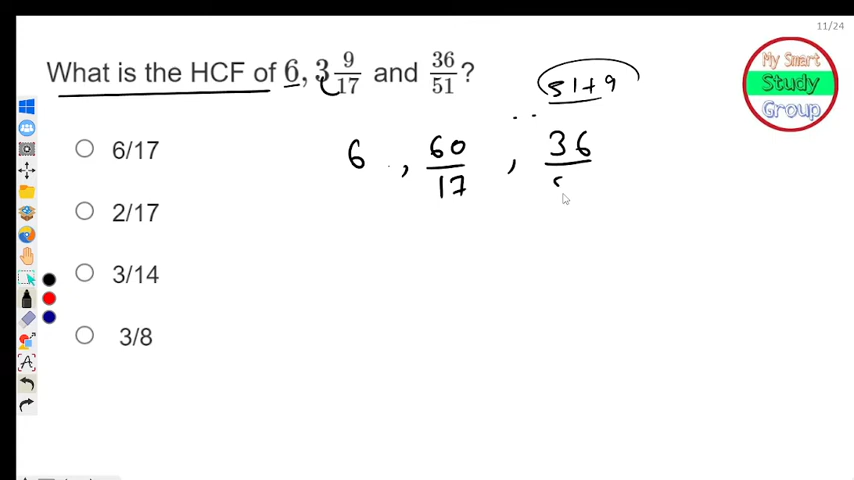 11/24
What is the HCF of 6, 3 9/17 and 36/51?
My Smart
Study
Group
51+9
6/17
2/17
3/14
3/8
6 , 60/17 , 36
A